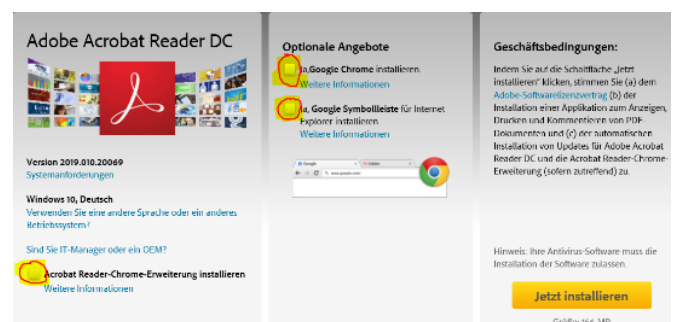 Adobe Acrobat Reader DC
Version 2019.010.20069
Systemanforderungen
Windows 10, Deutsch
Verwenden Sie eine andere Sprache oder ein anderes
Betriebssystem?
Sind Sie IT-Manager oder ein OEM?
Acrobat Reader-Chrome-Erweiterung installieren
Weitere Informationen
Optionale Angebote
Ja, Google Chrome installieren.
Weitere Informationen
Ja, Google Symbolleiste für Internet
Explorer installieren
Weitere Informationen
Google
www.google.com
Geschäftsbedingungen:
Indem Sie auf die Schaltfläche „Jetzt
installieren" klicken, stimmen Sie (a) dem
Adobe-Softwarelizenzvertrag (b) der
Installation einer Applikation zum Anzeigen,
Drucken und Kommentieren von PDF-
Dokumenten und (c) der automatischen
Installation von Updates für Adobe Acrobat
Reader DC und die Acrobat Reader-Chrome-
Erweiterung (sofern zutreffend) zu.
Hinweis: Ihre Antivirus-Software muss die
Installation der Software zulassen.
Jetzt installieren